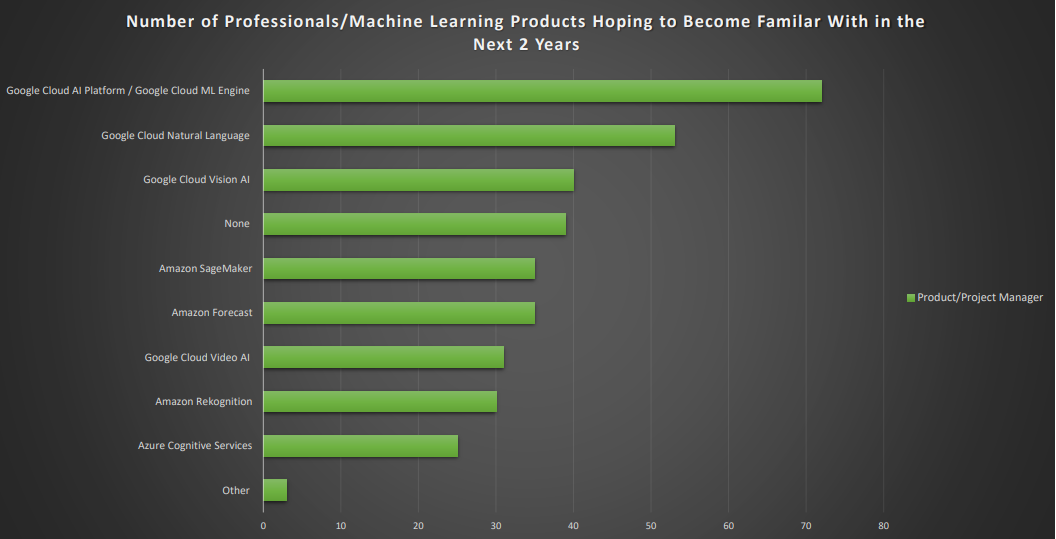 Number of Professionals/Machine Learning Products Hoping to Become Familar With in the
Next 2 Years
Google Cloud AI Platform / Google Cloud ML Engine
Google Cloud Natural Language
Google Cloud Vision AI
None
Amazon SageMaker
Amazon Forecast
Google Cloud Video AI
Amazon Rekognition
Azure Cognitive Services
Other
0 10 20 30 40 50 60 70 80
Product/Project Manager